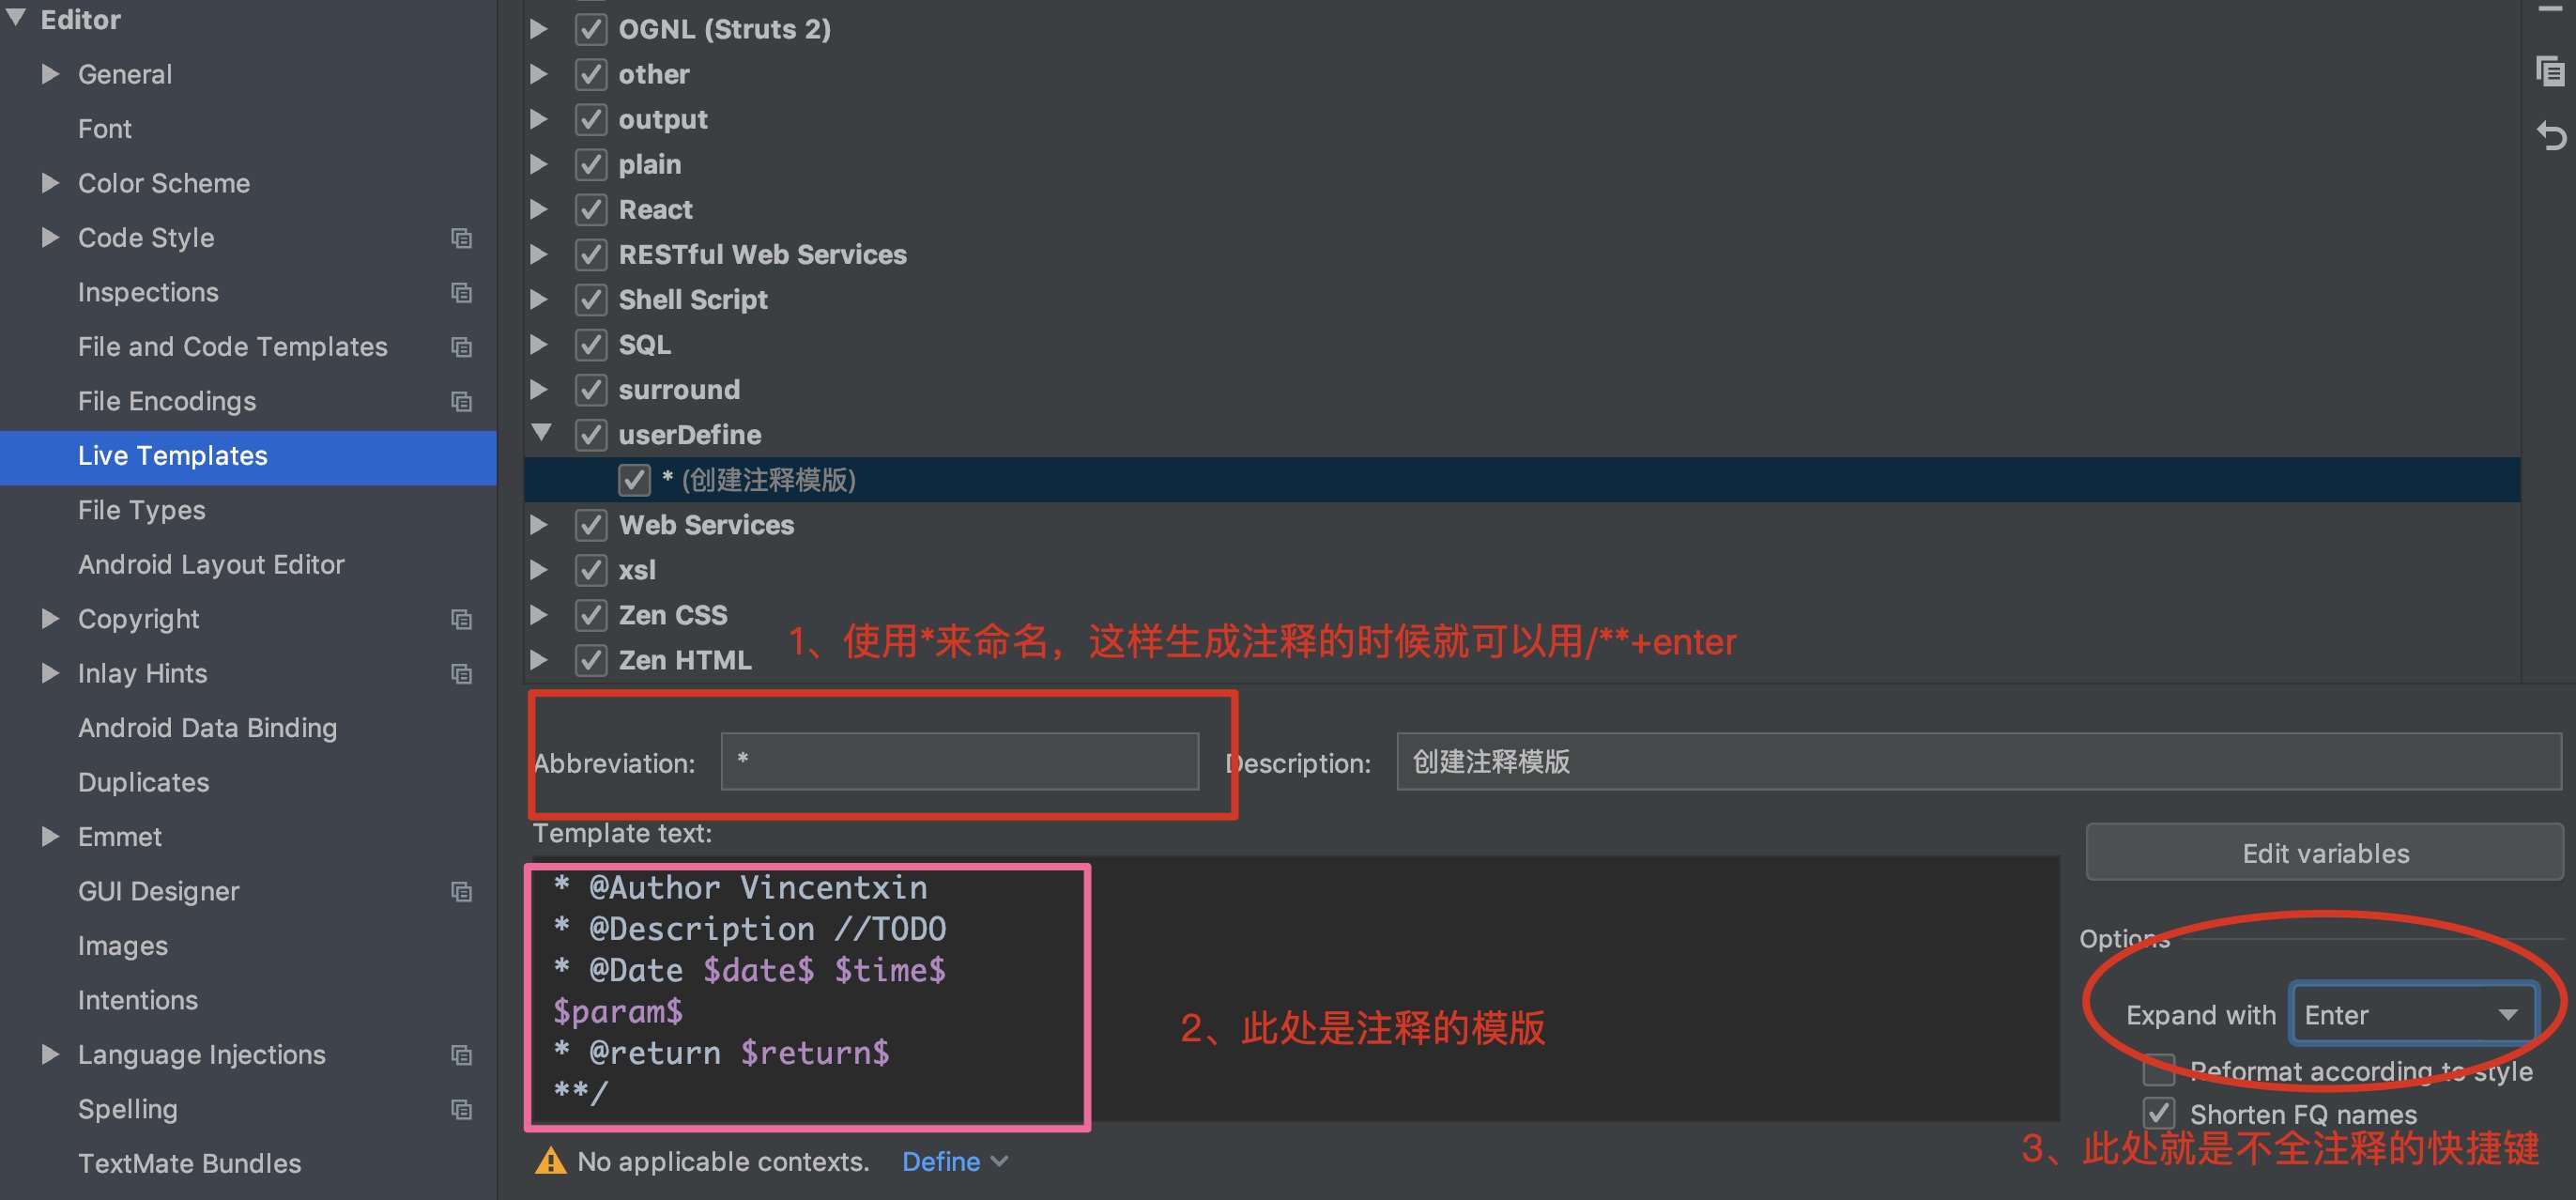 Editor
General
Font
Color Scheme
Code Style
Inspections
File and Code Templates
File Encodings
Live Templates
File Types
Android Layout Editor
Copyright
Inlay Hints
Android Data Binding
Duplicates
Emmet
GUI Designer
Images
Intentions
Language Injections
Spelling
TextMate Bundles
OGNL (Struts 2)
other
output
plain
React
RESTful Web Services
Shell Script
SQL
surround
userDefine
* (创建注释模版)
Web Services
xsl
Zen CSS
Zen HTML
1、使用*来命名，这样生成注释的时候就可以用/**+enter
Abbreviation: *
Description: 创建注释模版
Template text:
* @Author Vincentxin
* @Description //TODO
* @Date $date$ $time$
$param$
* @return $return$
**/
2、此处是注释的模版
No applicable contexts. Define
Edit variables
Options
Expand with Enter
Reformat according to style
Shorten FQ names
3、此处就是不全注释的快捷键